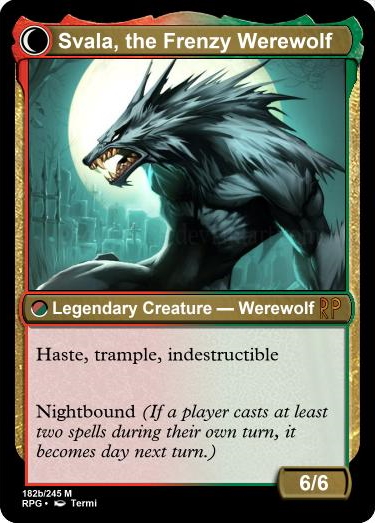 Svala, the Frenzy Werewolf
Legendary Creature — Werewolf RP
Haste, trample, indestructible
Nightbound (If a player casts at least
two spells during their own turn, it
becomes day next turn.)
6/6
182b/245 M
RPG • Termi